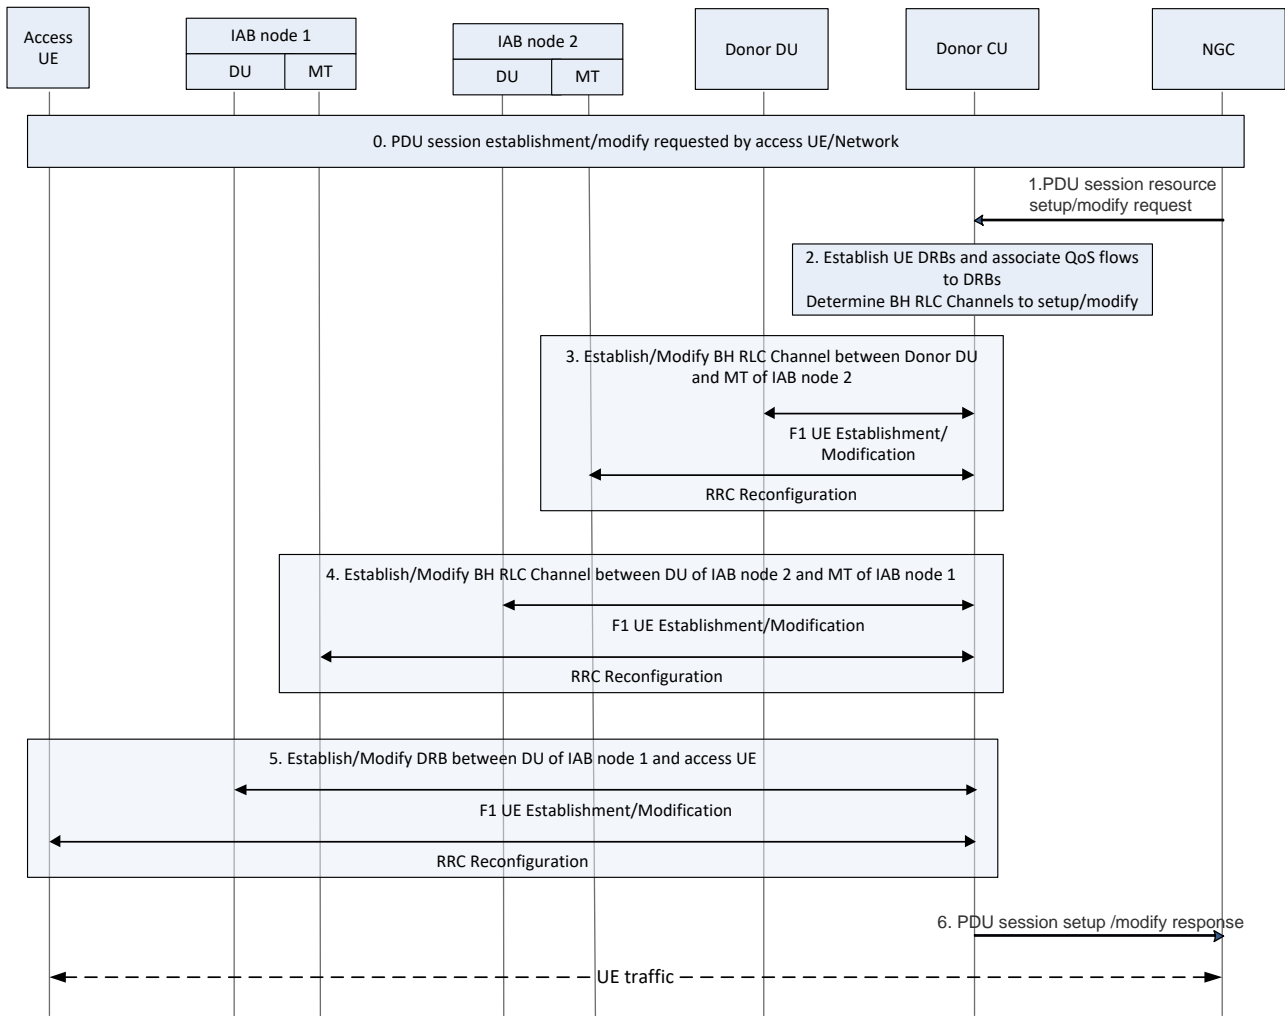 Access
UE
IAB node 1
DU
MT
IAB node 2
DU
MT
Donor DU
Donor CU
NGC
0. PDU session establishment/modify requested by access UE/Network
1.PDU session resource
setup/modify request
2. Establish UE DRBs and associate QoS flows
to DRBs
Determine BH RLC Channels to setup/modify
3. Establish/Modify BH RLC Channel between Donor DU
and MT of IAB node 2
F1 UE Establishment/
Modification
RRC Reconfiguration
4. Establish/Modify BH RLC Channel between DU of IAB node 2 and MT of IAB node 1
F1 UE Establishment/Modification
RRC Reconfiguration
5. Establish/Modify DRB between DU of IAB node 1 and access UE
F1 UE Establishment/Modification
RRC Reconfiguration
6. PDU session setup /modify response
UE traffic